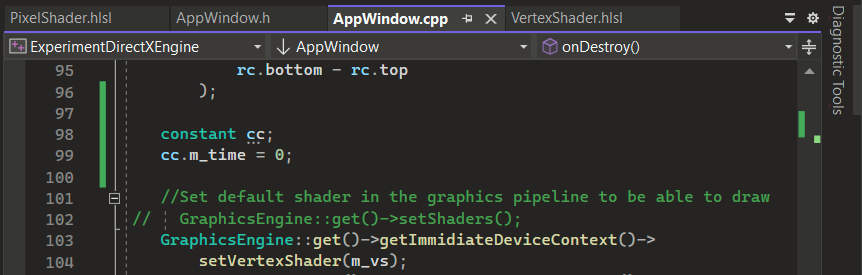 PixelShader.hlsl AppWindow.h AppWindow.cpp VertexShader.hlsl
ExperimentDirectXEngine AppWindow onDestroy()
95 rc.bottom - rc.top
96 );
97
98 constant cc;
99 cc.m_time = 0;
100
101 //Set default shader in the graphics pipeline to be able to draw
102 // GraphicsEngine::get()->setShaders();
103 GraphicsEngine::get()->getImmidiateDeviceContext()->
104 setVertexShader(m_vs);
Diagnostic Tools